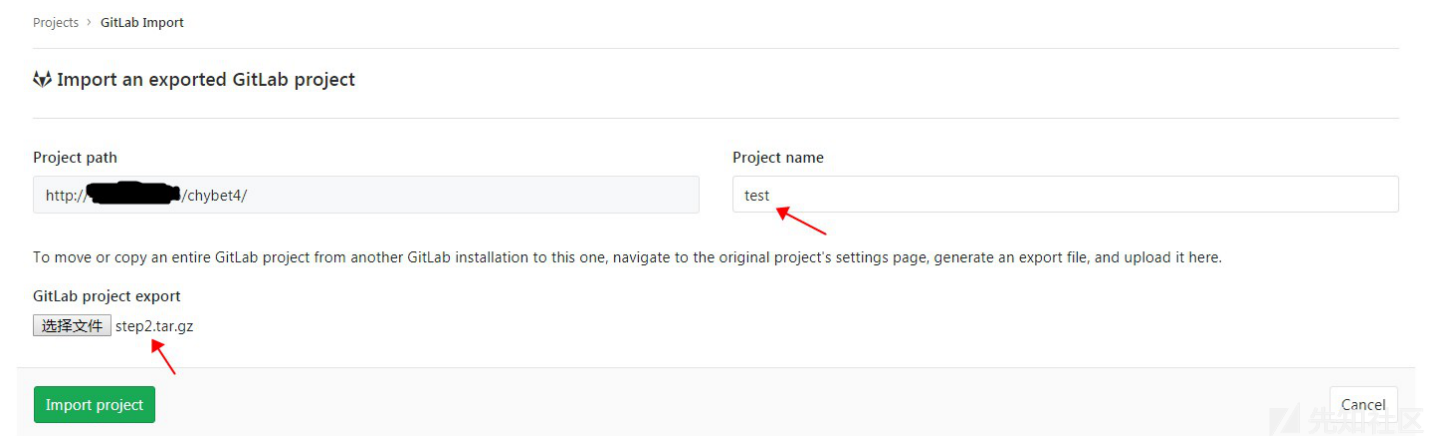 Projects › GitLab Import
Import an exported GitLab project
Project path
Project name
http:// /chybet4/
test
To move or copy an entire GitLab project from another GitLab installation to this one, navigate to the original project's settings page, generate an export file, and upload it here.
GitLab project export
选择文件 step2.tar.gz
Import project
Cancel
先知社区